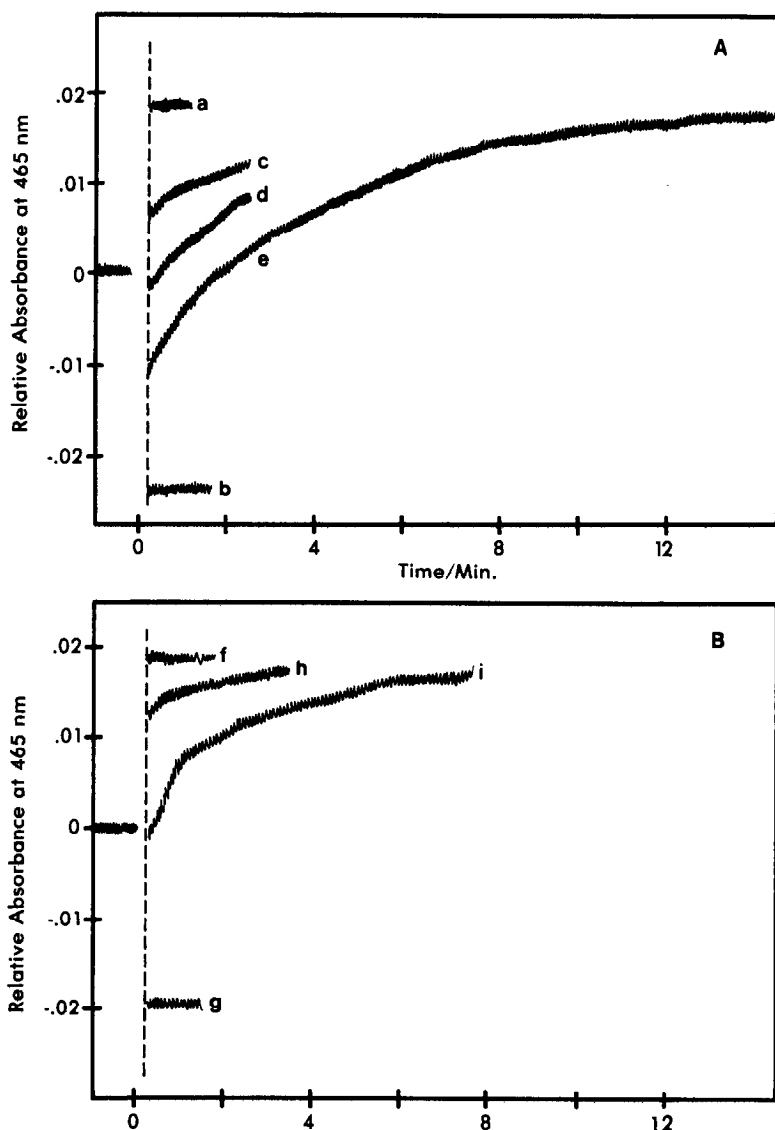 A
Relative Absorbance at 465 nm
.02
.01
0
-.01
-.02
a
c
d
e
b
0 4 8 12
Time/Min.
B
Relative Absorbance at 465 nm
.02
.01
0
-.01
-.02
f
h
i
g
0 4 8 12